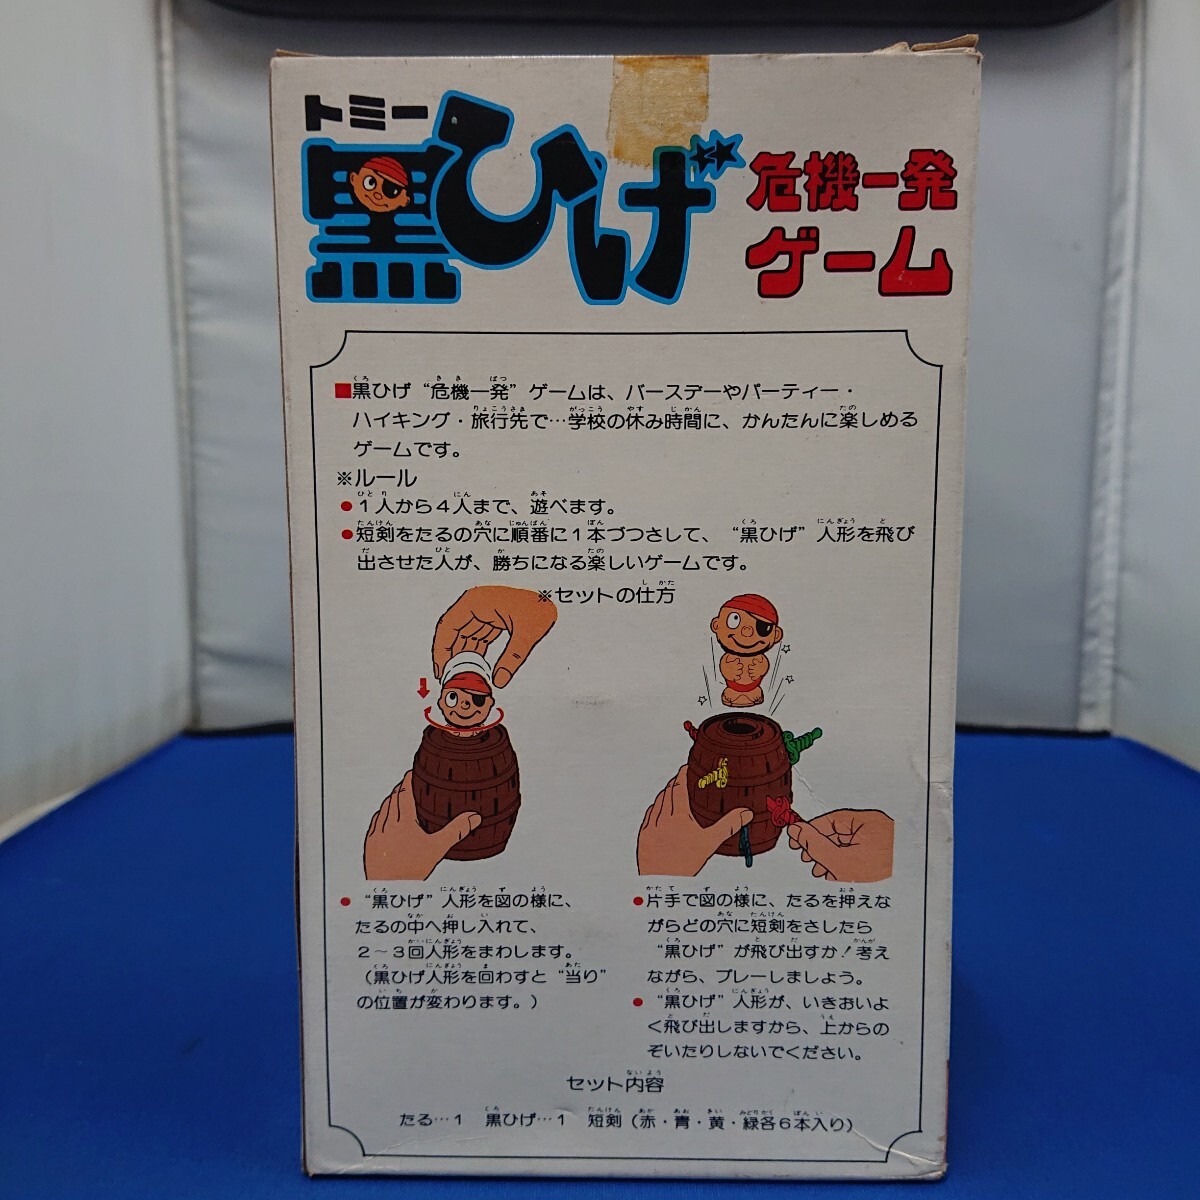 トミー
黒ひげ
危機一発
ゲーム
■黒ひげ“危機一発”ゲームは、バースデーやパーティー・
ハイキング・旅行先で…学校の休み時間に、かんたんに楽しめる
ゲームです。
※ルール
●1人から4人まで、遊べます。
●短剣をたるの穴に順番に1本づつさして、“黒ひげ”人形を飛び
出させた人が、勝ちになる楽しいゲームです。
※セットの仕方
●“黒ひげ”人形を図の様に、
たるの中へ押し入れて、
2～3回人形をまわします。
(黒ひげ人形を回わすと“当り”
の位置が変わります。)
●片手で図の様に、たるを押えな
がらどの穴に短剣をさしたら
“黒ひげ”が飛び出すか!考え
ながら、プレーしましょう。
●“黒ひげ”人形が、いきおいよ
く飛び出しますから、上からの
ぞいたりしないでください。
セット内容
たる…1 黒ひげ…1 短剣(赤・青・黄・緑各6本入り)